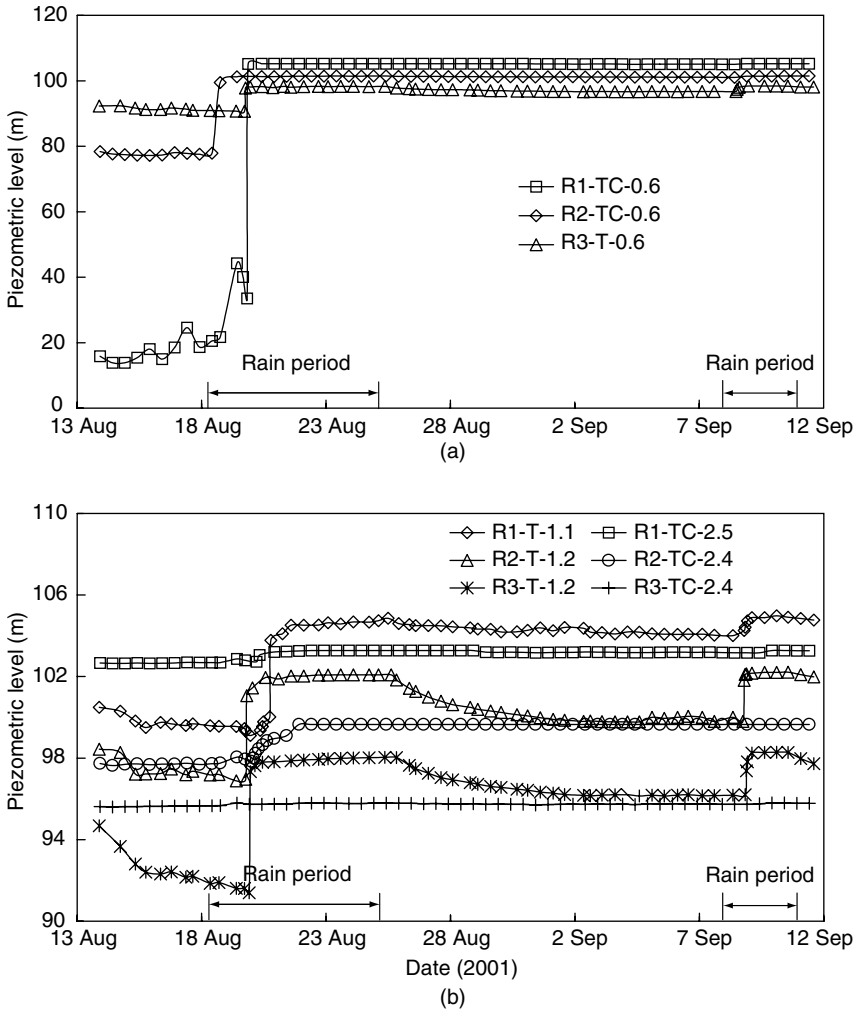 120
100
80
60
40
20
0
Piezometric level (m)
R1-TC-0.6
R2-TC-0.6
R3-T-0.6
Rain period
Rain period
13 Aug 18 Aug 23 Aug 28 Aug 2 Sep 7 Sep 12 Sep
(a)
110
106
102
98
94
90
Piezometric level (m)
R1-T-1.1 R1-TC-2.5
R2-T-1.2 R2-TC-2.4
R3-T-1.2 R3-TC-2.4
Rain period
Rain period
13 Aug 18 Aug 23 Aug 28 Aug 2 Sep 7 Sep 12 Sep
Date (2001)
(b)